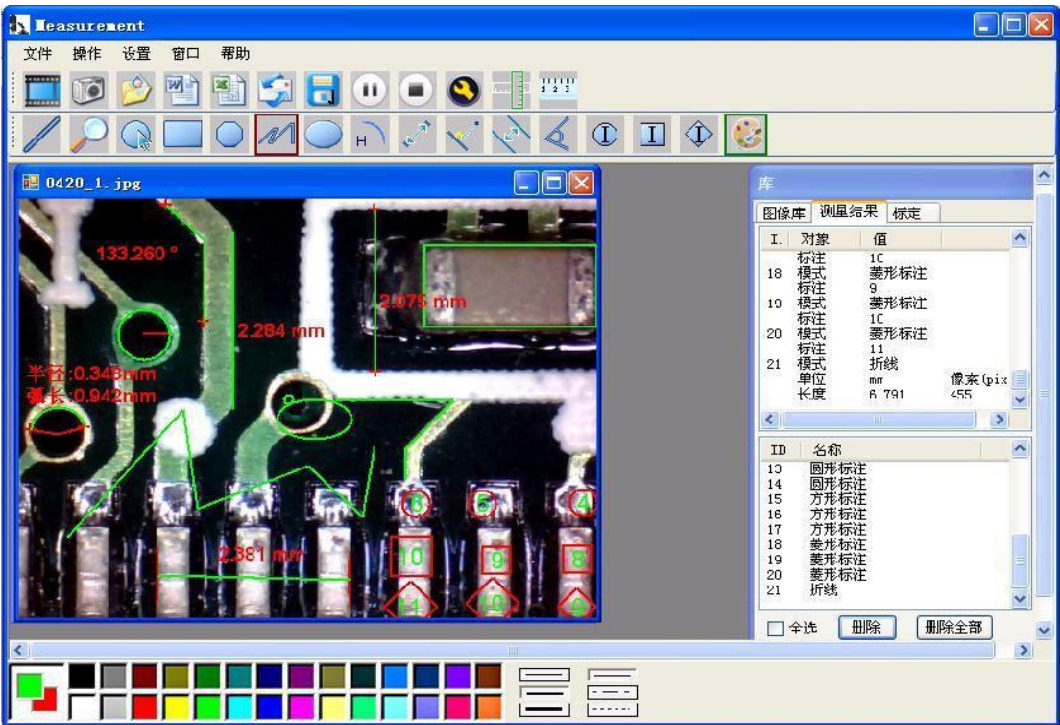 Measurement
文件 操作 设置 窗口 帮助
1 2 3
H
I I I
0420_1.jpg
133.260 °
2.284 mm
2.075 mm
半径:0.348mm
弧长:0.942mm
2.381 mm
6 5 4
10 9 8
11 10 9
库
图像库 测量结果 标定
I. 对象 值
标注 10
18 模式 菱形标注
标注 9
19 模式 菱形标注
标注 10
20 模式 菱形标注
标注 11
21 模式 折线
单位 mm 像素(pix
长度 6.791 455
ID 名称
13 圆形标注
14 圆形标注
15 方形标注
16 方形标注
17 方形标注
18 菱形标注
19 菱形标注
20 菱形标注
21 折线
全选 删除 删除全部